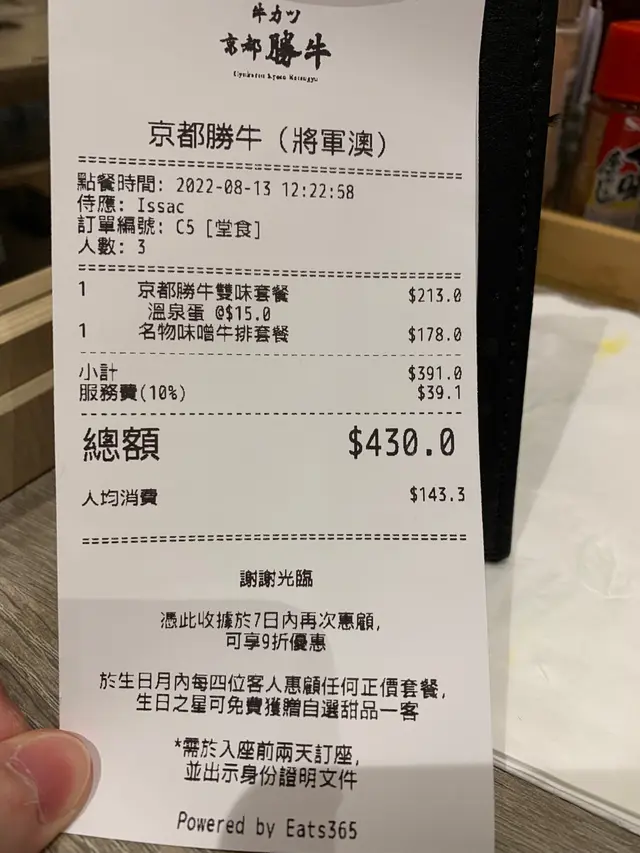 牛カツ
京都勝牛
Gyukatsu Kyoto Katsugyu
京都勝牛 (將軍澳)
================================
點餐時間: 2022-08-13 12:22:58
侍應: Issac
訂單編號: C5 [堂食]
人數: 3
================================
1 京都勝牛雙味套餐 $213.0
溫泉蛋 @$15.0
1 名物味噌牛排套餐 $178.0
--------------------------------
小計 $391.0
服務費(10%) $39.1
--------------------------------
總額 $430.0
人均消費 $143.3
================================
謝謝光臨
憑此收據於7日內再次惠顧,
可享9折優惠
於生日月內每四位客人惠顧任何正價套餐,
生日之星可免費獲贈自選甜品一客
*需於入座前兩天訂座,
並出示身份證明文件
Powered by Eats365